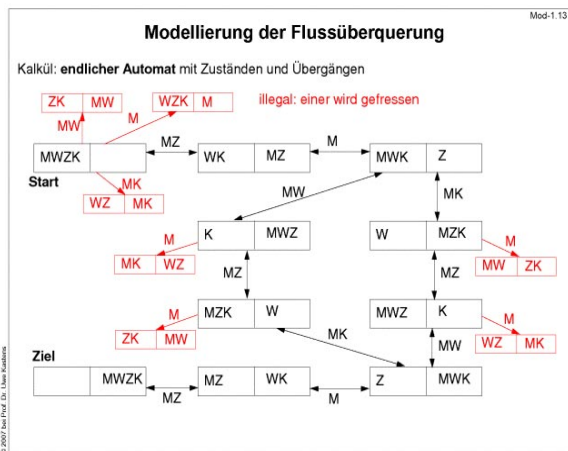 Mod-1.13
Modellierung der Flussüberquerung
Kalkül: endlicher Automat mit Zuständen und Übergängen
ZK MW
WZK M
illegal: einer wird gefressen
MW
M
MWZK
MZ
WK MZ
M
MWK Z
Start
MK
WZ MK
MW
MK
K MWZ
W MZK
M
MK WZ
M
MW ZK
MZ
MZ
MZK W
MWZ K
M
ZK MW
M
WZ MK
MK
MW
Ziel
MWZK
MZ
MZ WK
M
Z MWK
© 2007 bei Prof. Dr. Uwe Kastens